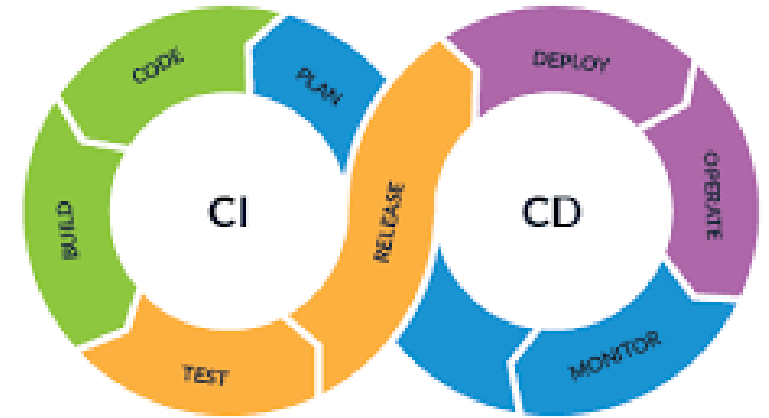 PLAN
CODE
BUILD
TEST
RELEASE
DEPLOY
OPERATE
MONITOR
CI
CD